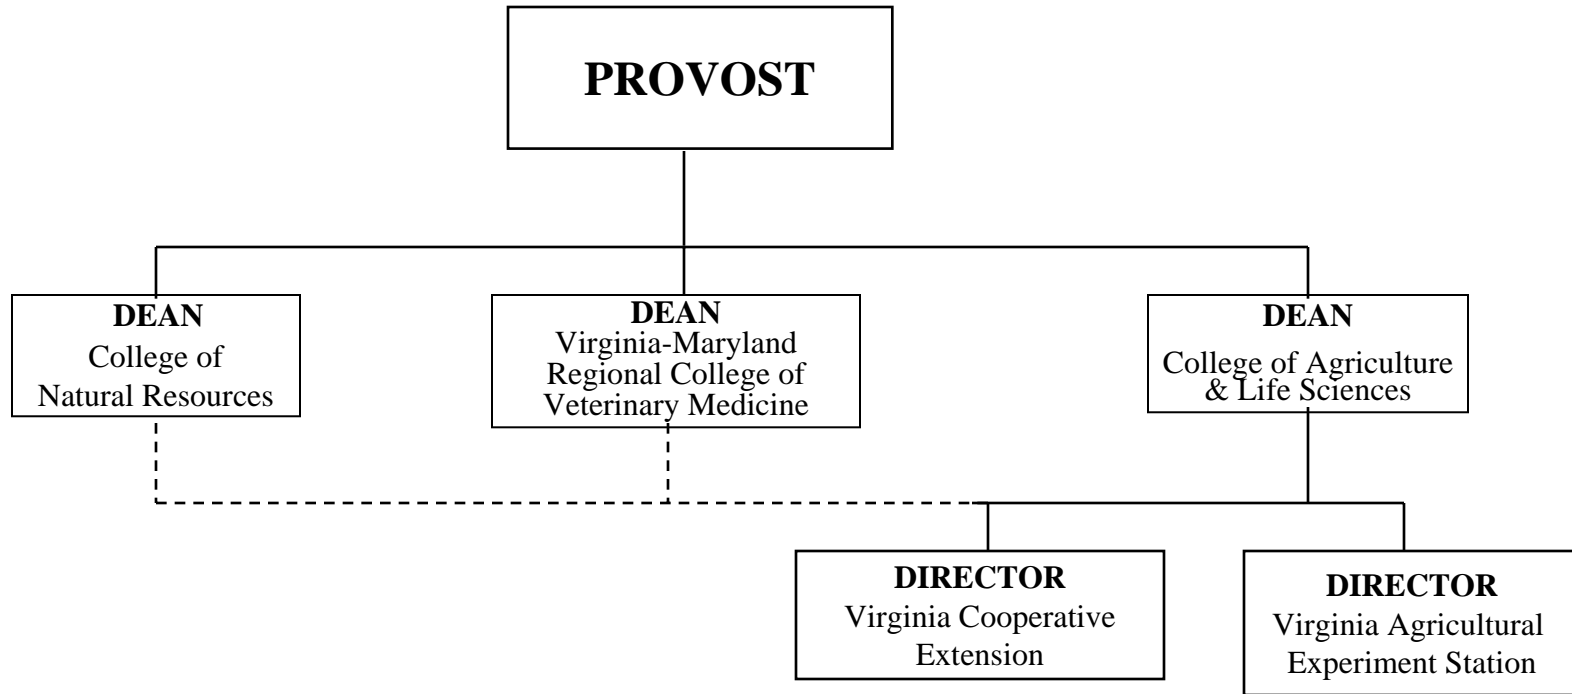 PROVOST
DEAN
College of
Natural Resources
DEAN
Virginia-Maryland
Regional College of
Veterinary Medicine
DEAN
College of Agriculture
& Life Sciences
DIRECTOR
Virginia Cooperative
Extension
DIRECTOR
Virginia Agricultural
Experiment Station